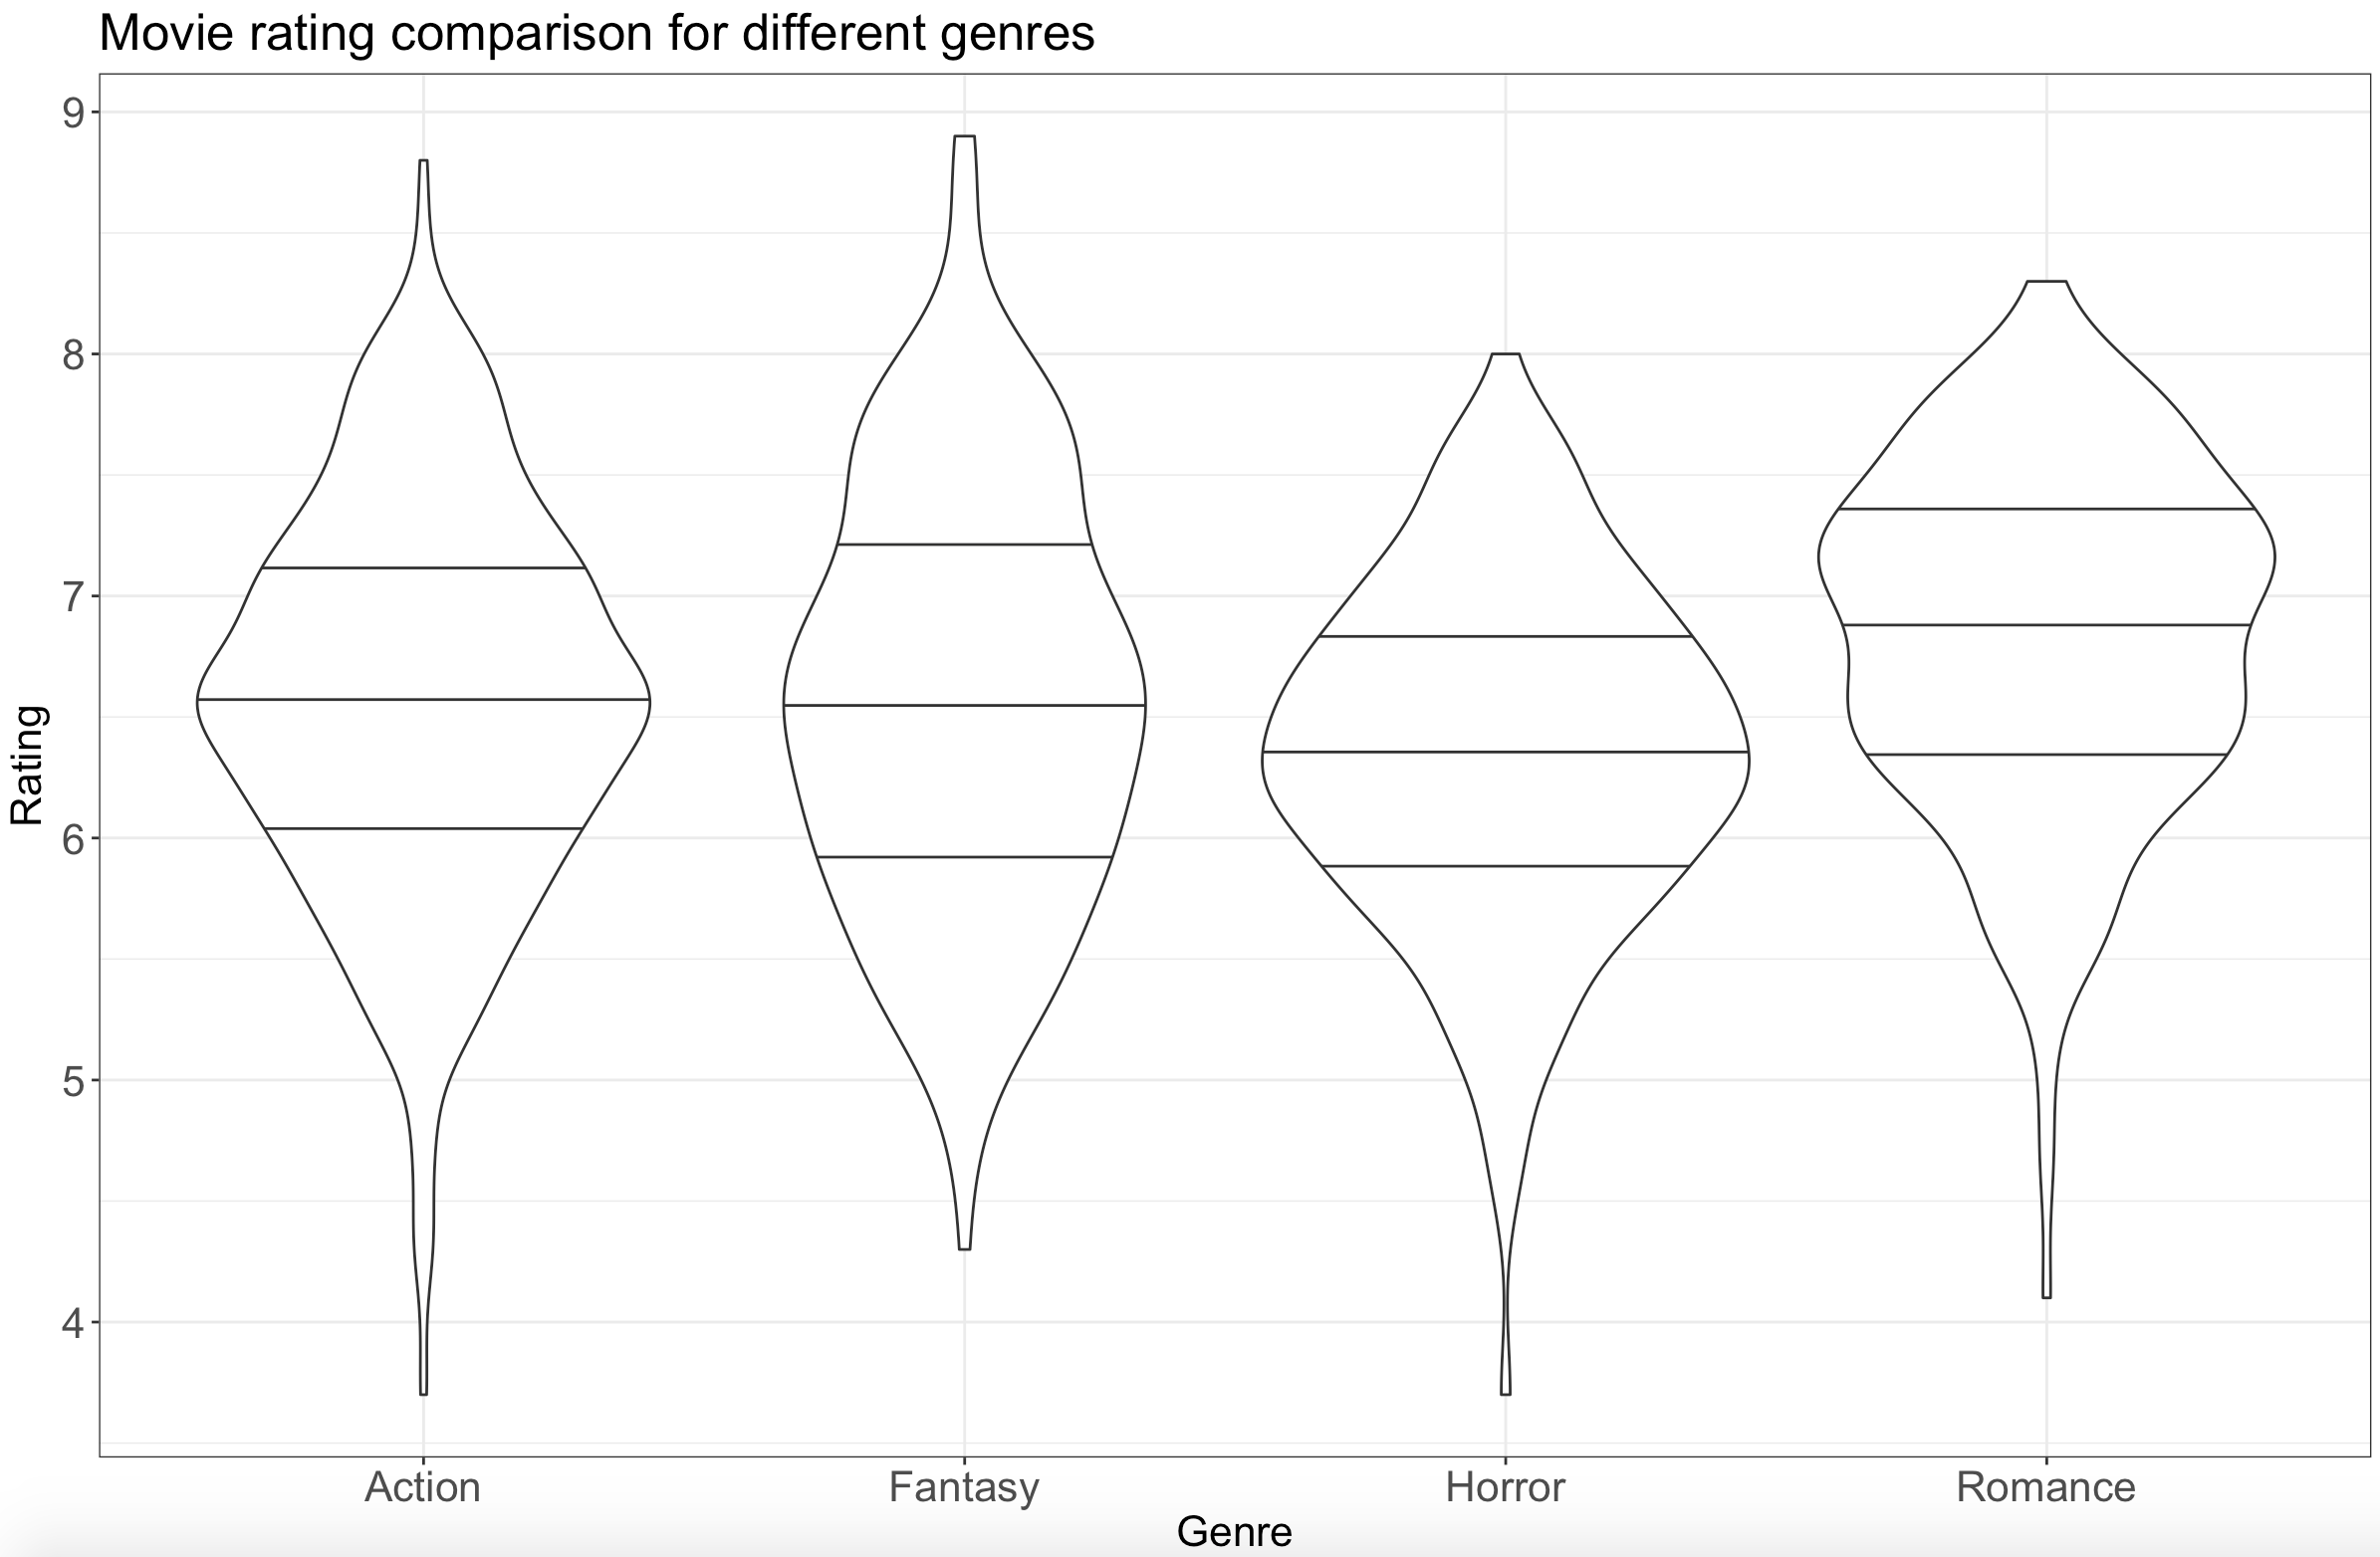 Movie rating comparison for different genres
9
8
7
6
5
4
Rating
Action Fantasy Horror Romance
Genre